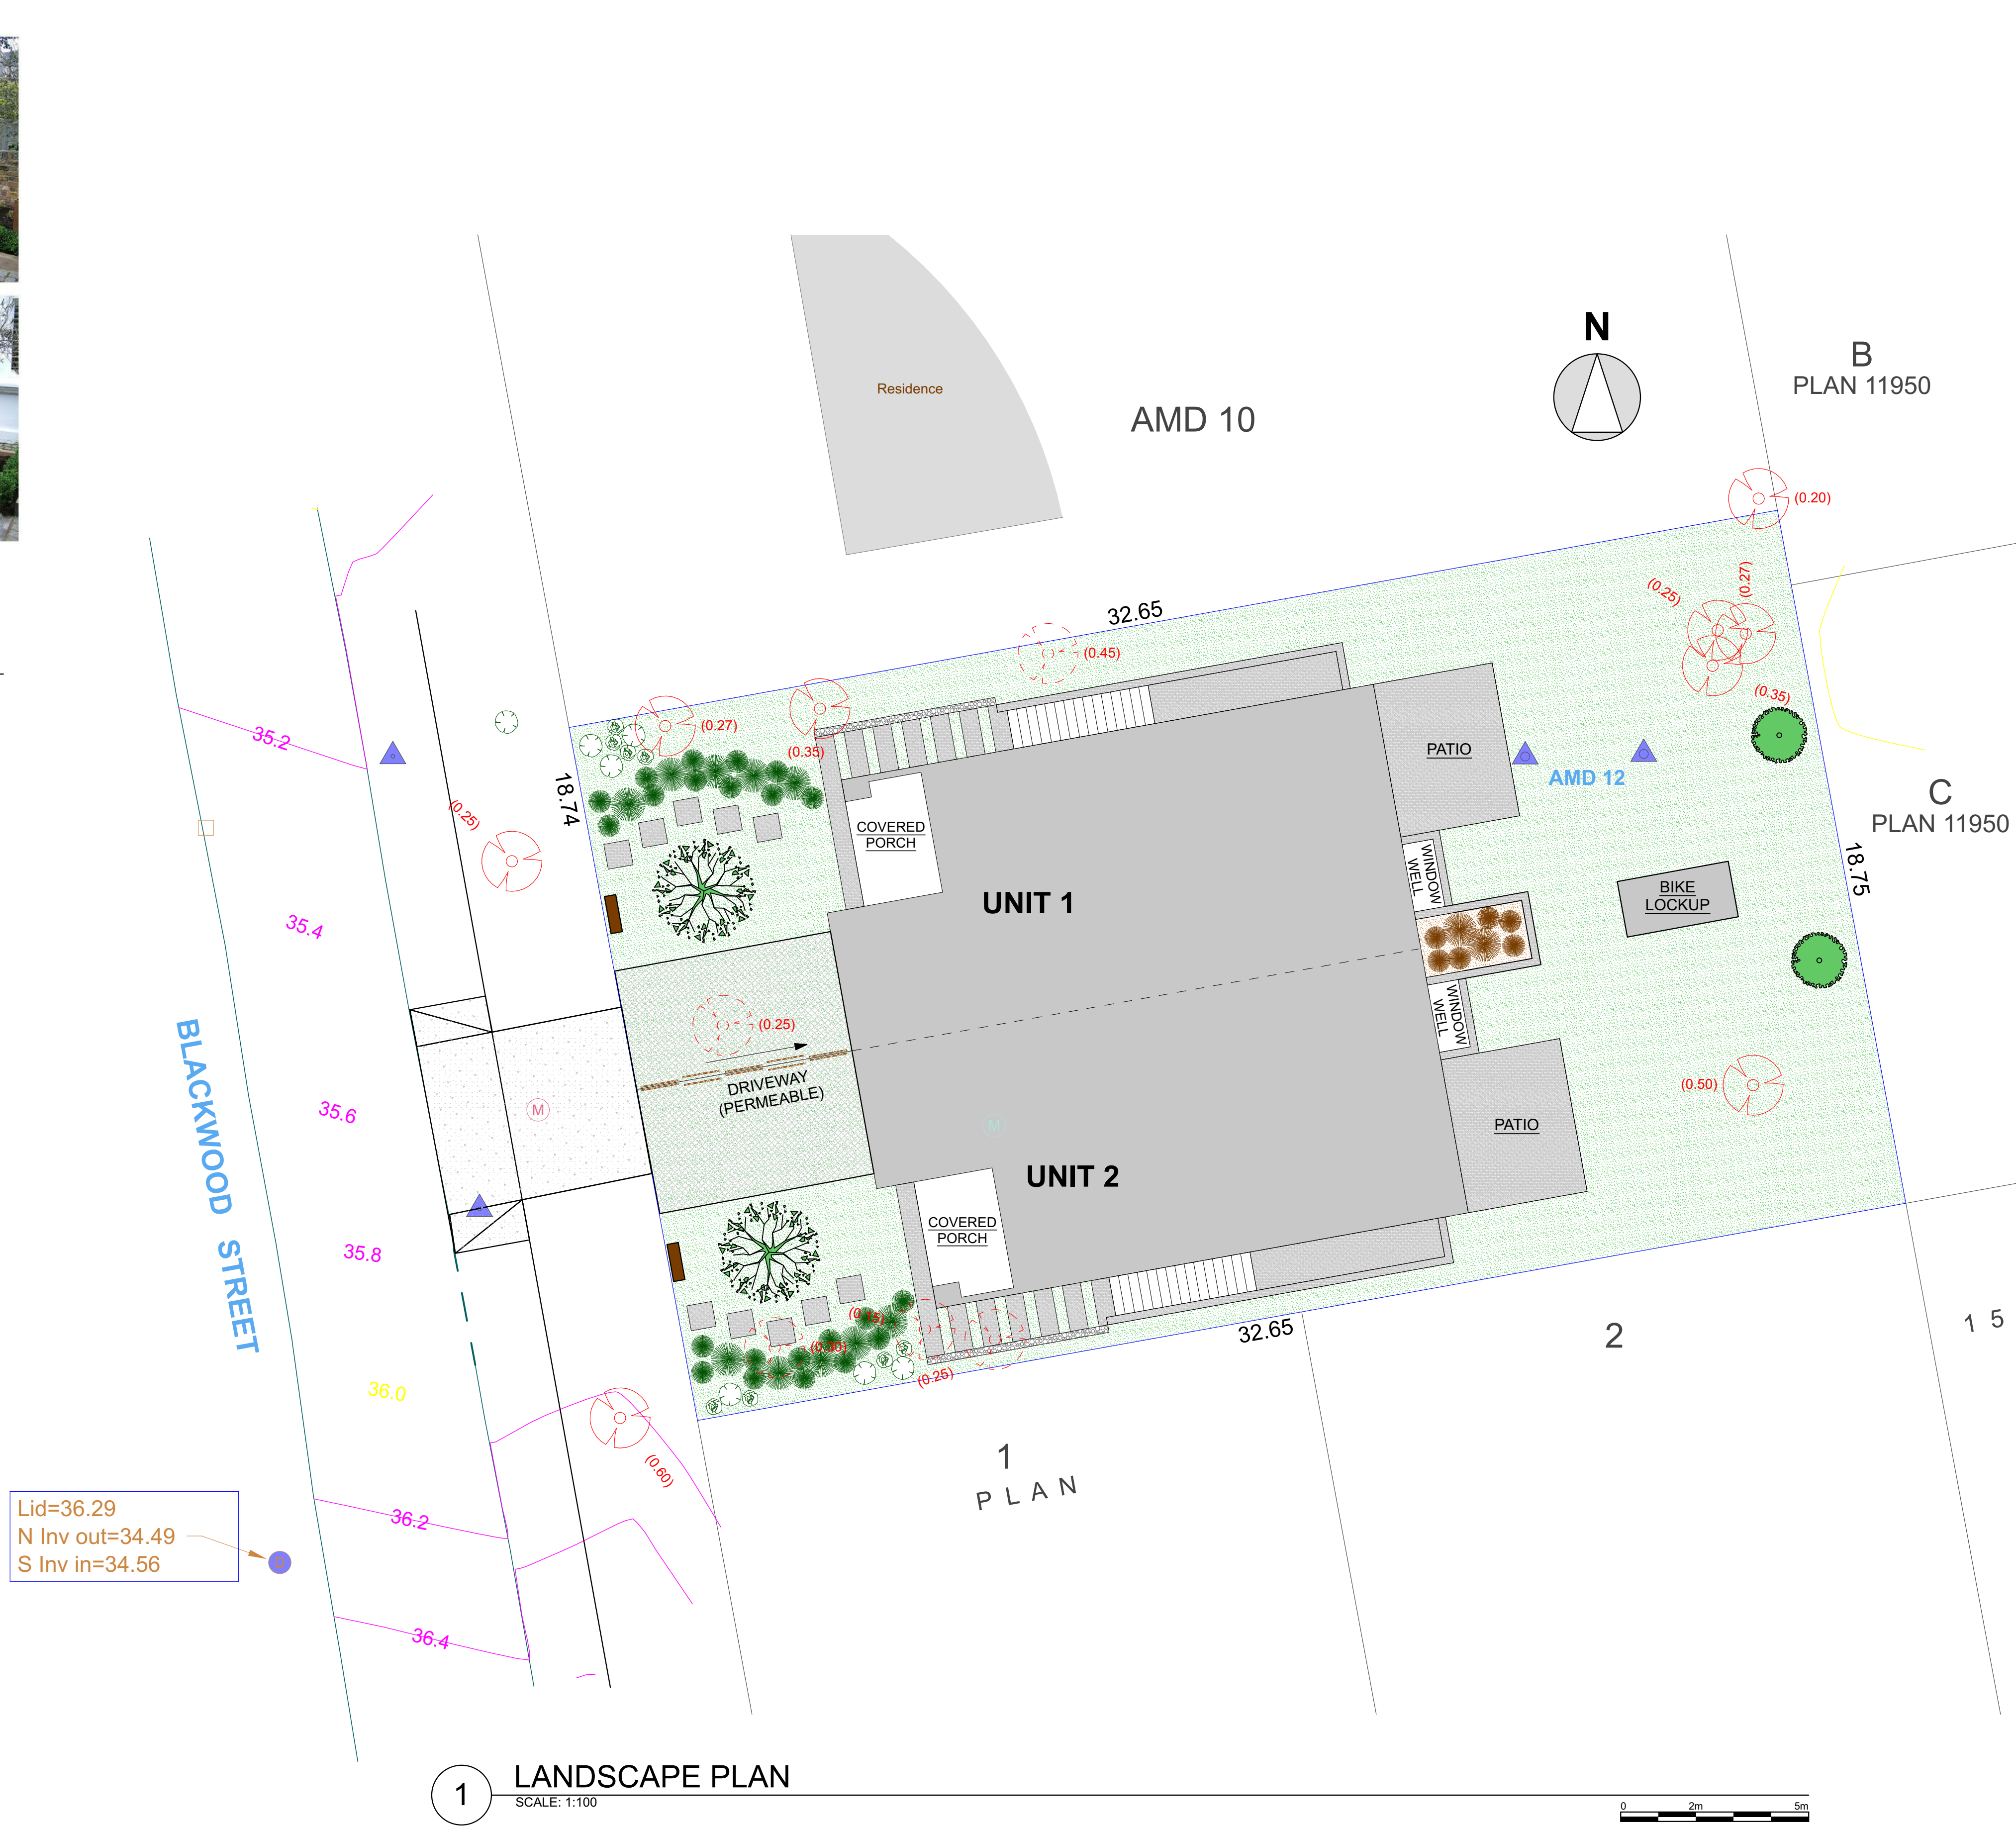 N
B
PLAN 11950
Residence
AMD 10
(0.20)
(0.27)
(0.25)
32.65
(0.45)
(0.35)
(0.27)
(0.35)
35.2
PATIO
AMD 12
18.74
(0.25)
C
PLAN 11950
COVERED
PORCH
WINDOW
WELL
18.75
UNIT 1
BIKE
LOCKUP
35.4
(0.25)
WINDOW
WELL
DRIVEWAY
(PERMEABLE)
(0.50)
35.6
M
M
PATIO
BLACKWOOD STREET
UNIT 2
COVERED
PORCH
35.8
(0.45)
(0.30)
(0.25)
32.65
2
1 5
36.0
1
PLAN
(0.60)
Lid=36.29
N Inv out=34.49
S Inv in=34.56
36.2
36.4
1
LANDSCAPE PLAN
SCALE: 1:100
0 2m 5m